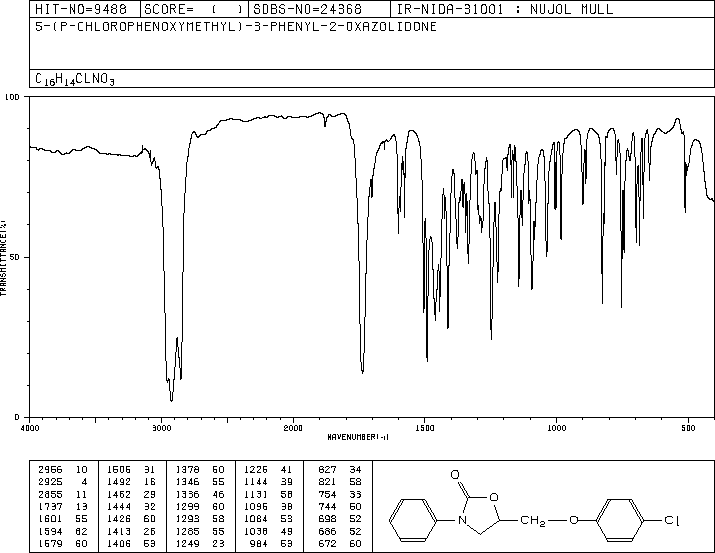 HIT-NO=9488 SCORE= ( ) SDBS-NO=24368 IR-NIDA-31001 : NUJOL MULL
5-(P-CHLOROPHENOXYMETHYL)-3-PHENYL-2-OXAZOLIDONE
C16H14CLNO3
100
50
0
TRANSMITTANCE(%)
4000 3000 2000 1500 1000 500
WAVENUMBER(-1)
2956 10 1506 31 1378 50 1226 41 827 34
2925 4 1492 16 1346 55 1144 39 821 58
2855 11 1462 29 1336 46 1131 58 754 33
1737 13 1444 32 1299 60 1096 38 744 50
1601 55 1426 60 1293 58 1084 53 698 52
1594 62 1413 26 1285 55 1038 49 686 52
1579 60 1406 53 1249 23 984 53 672 60
O
O
N
CH2
O
Cl